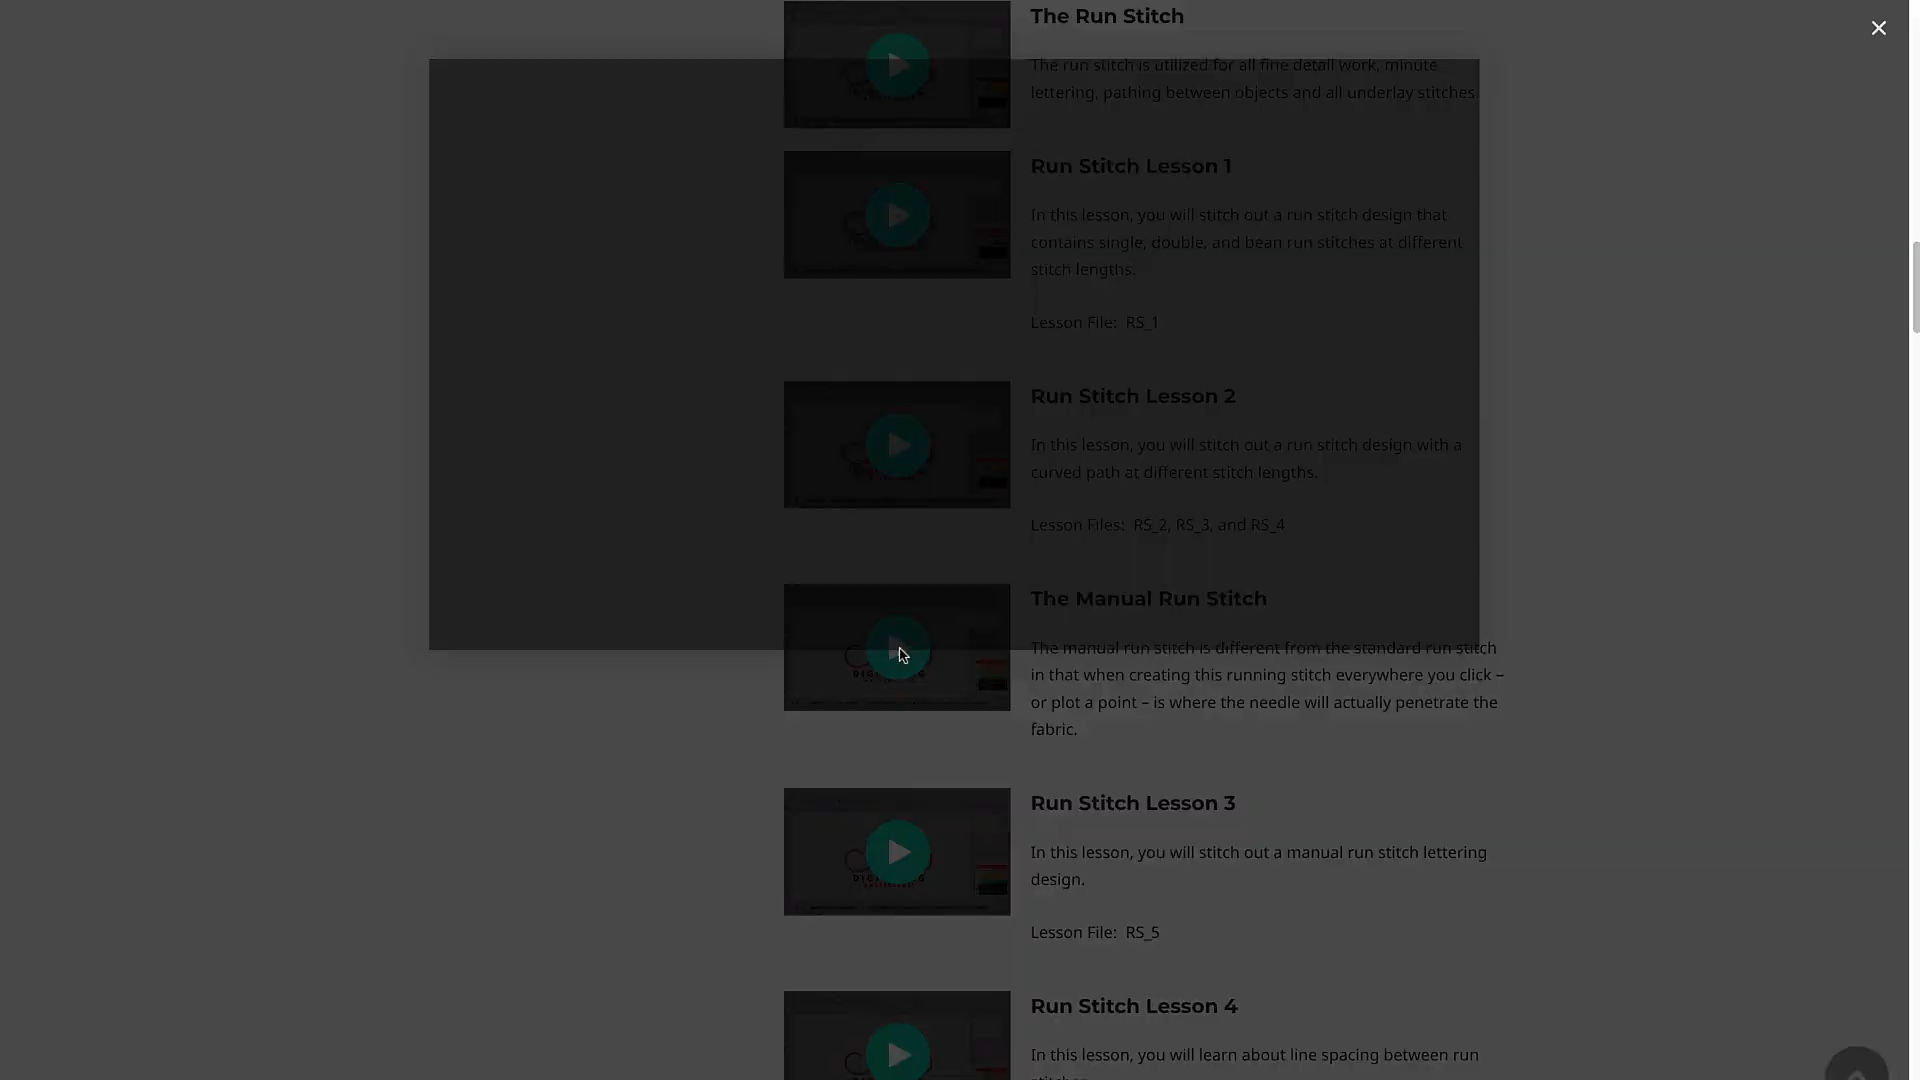 The Run Stitch
The run stitch is utilized for all fine detail work, minute
lettering, pathing between objects and all underlay stitches.
Run Stitch Lesson 1
In this lesson, you will stitch out a run stitch design that
contains single, double, and bean run stitches at different
stitch lengths.
Lesson File: RS_1
Run Stitch Lesson 2
In this lesson, you will stitch out a run stitch design with a
curved path at different stitch lengths.
Lesson Files: RS_2, RS_3, and RS_4
The Manual Run Stitch
The manual run stitch is different from the standard run stitch
in that when creating this running stitch everywhere you click –
or plot a point – is where the needle will actually penetrate the
fabric.
Run Stitch Lesson 3
In this lesson, you will stitch out a manual run stitch lettering
design.
Lesson File: RS_5
Run Stitch Lesson 4
In this lesson, you will learn about line spacing between run